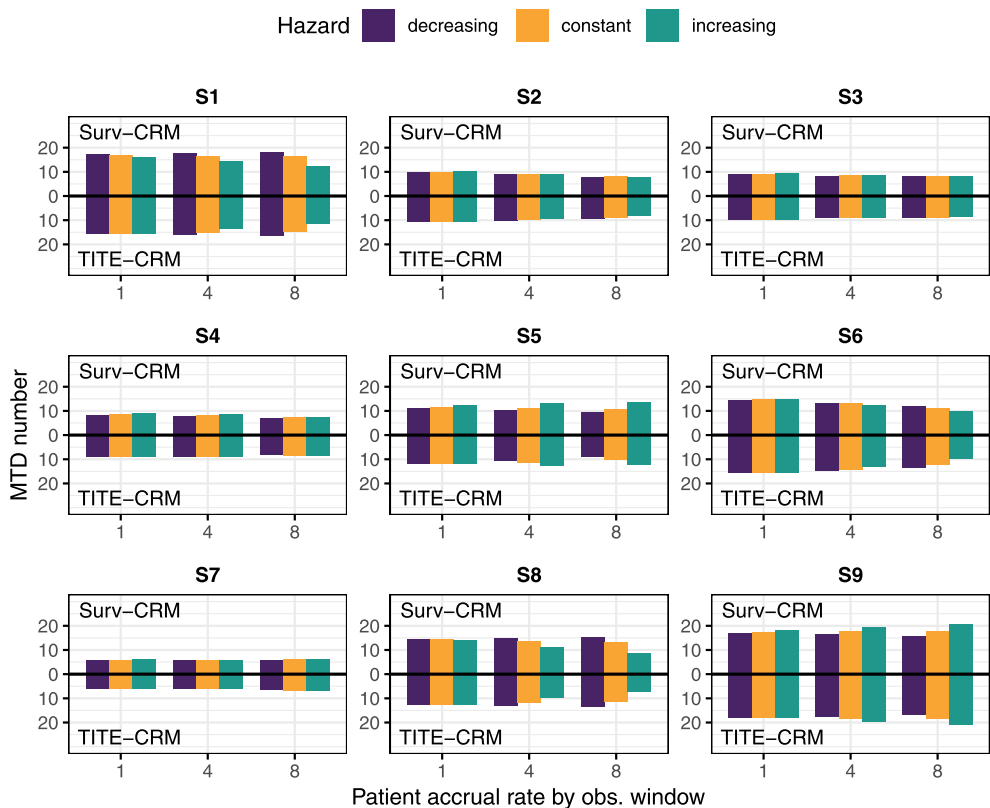 Hazard decreasing constant increasing
S1 S2 S3
Surv−CRM Surv−CRM Surv−CRM
20 20 20
10 10 10
0 0 0
10 10 10
20 20 20
TITE−CRM TITE−CRM TITE−CRM
1 4 8 1 4 8 1 4 8
S4 S5 S6
Surv−CRM Surv−CRM Surv−CRM
20 20 20
10 10 10
0 0 0
10 10 10
20 20 20
TITE−CRM TITE−CRM TITE−CRM
1 4 8 1 4 8 1 4 8
MTD number
S7 S8 S9
Surv−CRM Surv−CRM Surv−CRM
20 20 20
10 10 10
0 0 0
10 10 10
20 20 20
TITE−CRM TITE−CRM TITE−CRM
1 4 8 1 4 8 1 4 8
Patient accrual rate by obs. window